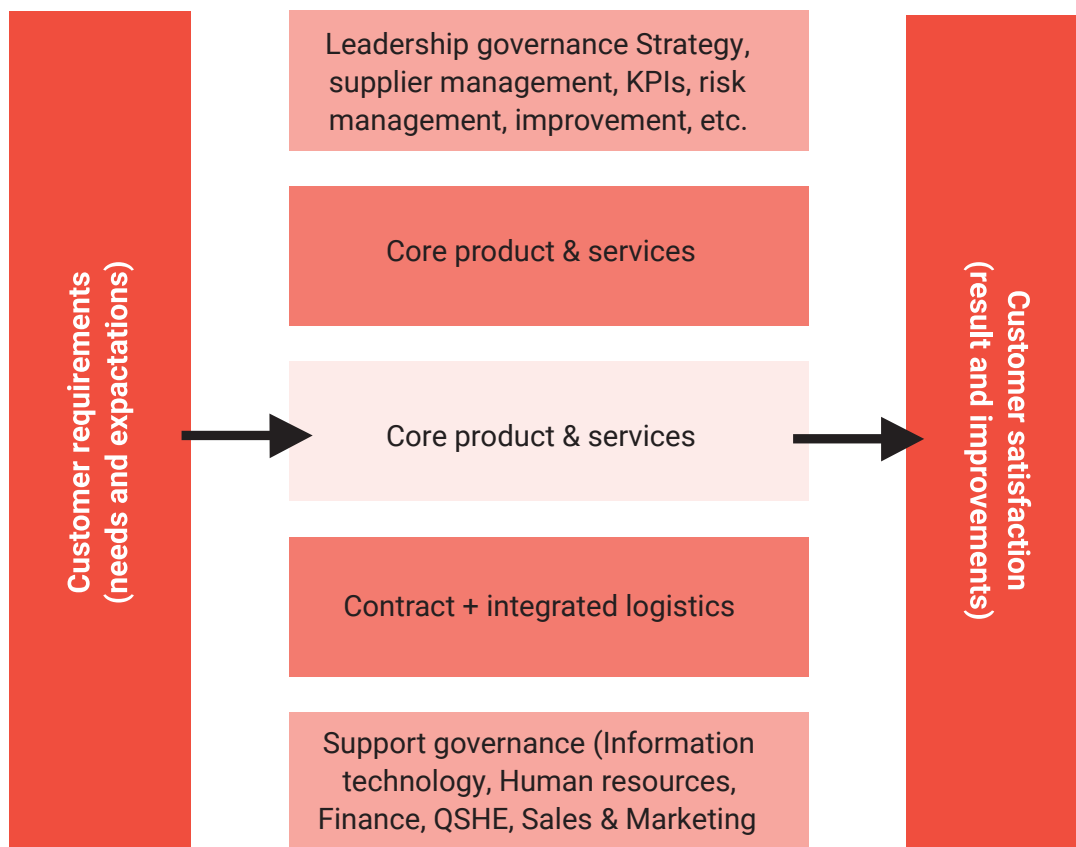 Customer requirements
(needs and expactations)
Leadership governance Strategy,
supplier management, KPIs, risk
management, improvement, etc.
Core product & services
Core product & services
Contract + integrated logistics
Support governance (Information
technology, Human resources,
Finance, QSHE, Sales & Marketing
Customer satisfaction
(result and improvements)